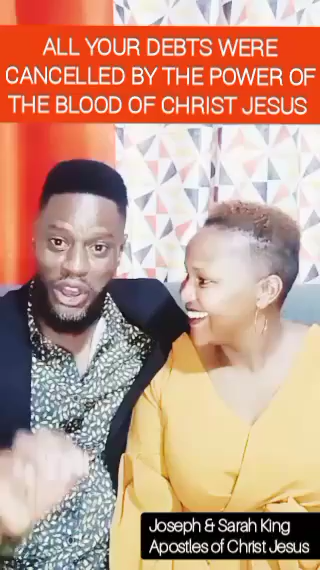 ALL YOUR DEBTS WERE
CANCELLED BY THE POWER OF
THE BLOOD OF CHRIST JESUS
Joseph & Sarah King
Apostles of Christ Jesus